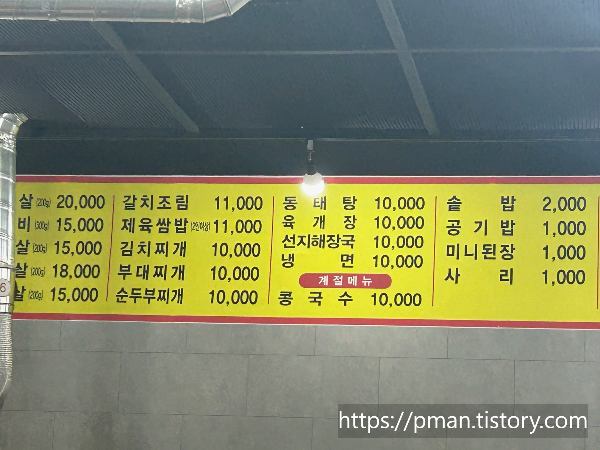 살 (200g) 20,000
비 (300g) 15,000
살 (200g) 15,000
살 (200g) 18,000
살 (200g) 15,000
갈치조림 11,000
제육쌈밥 (2인이상) 11,000
김치찌개 10,000
부대찌개 10,000
순두부찌개 10,000
동태탕 10,000
육개장 10,000
선지해장국 10,000
냉면 10,000
계절메뉴
콩국수 10,000
솥밥 2,000
공기밥 1,000
미니된장 1,000
사리 1,000
6
https://pman.tistory.com